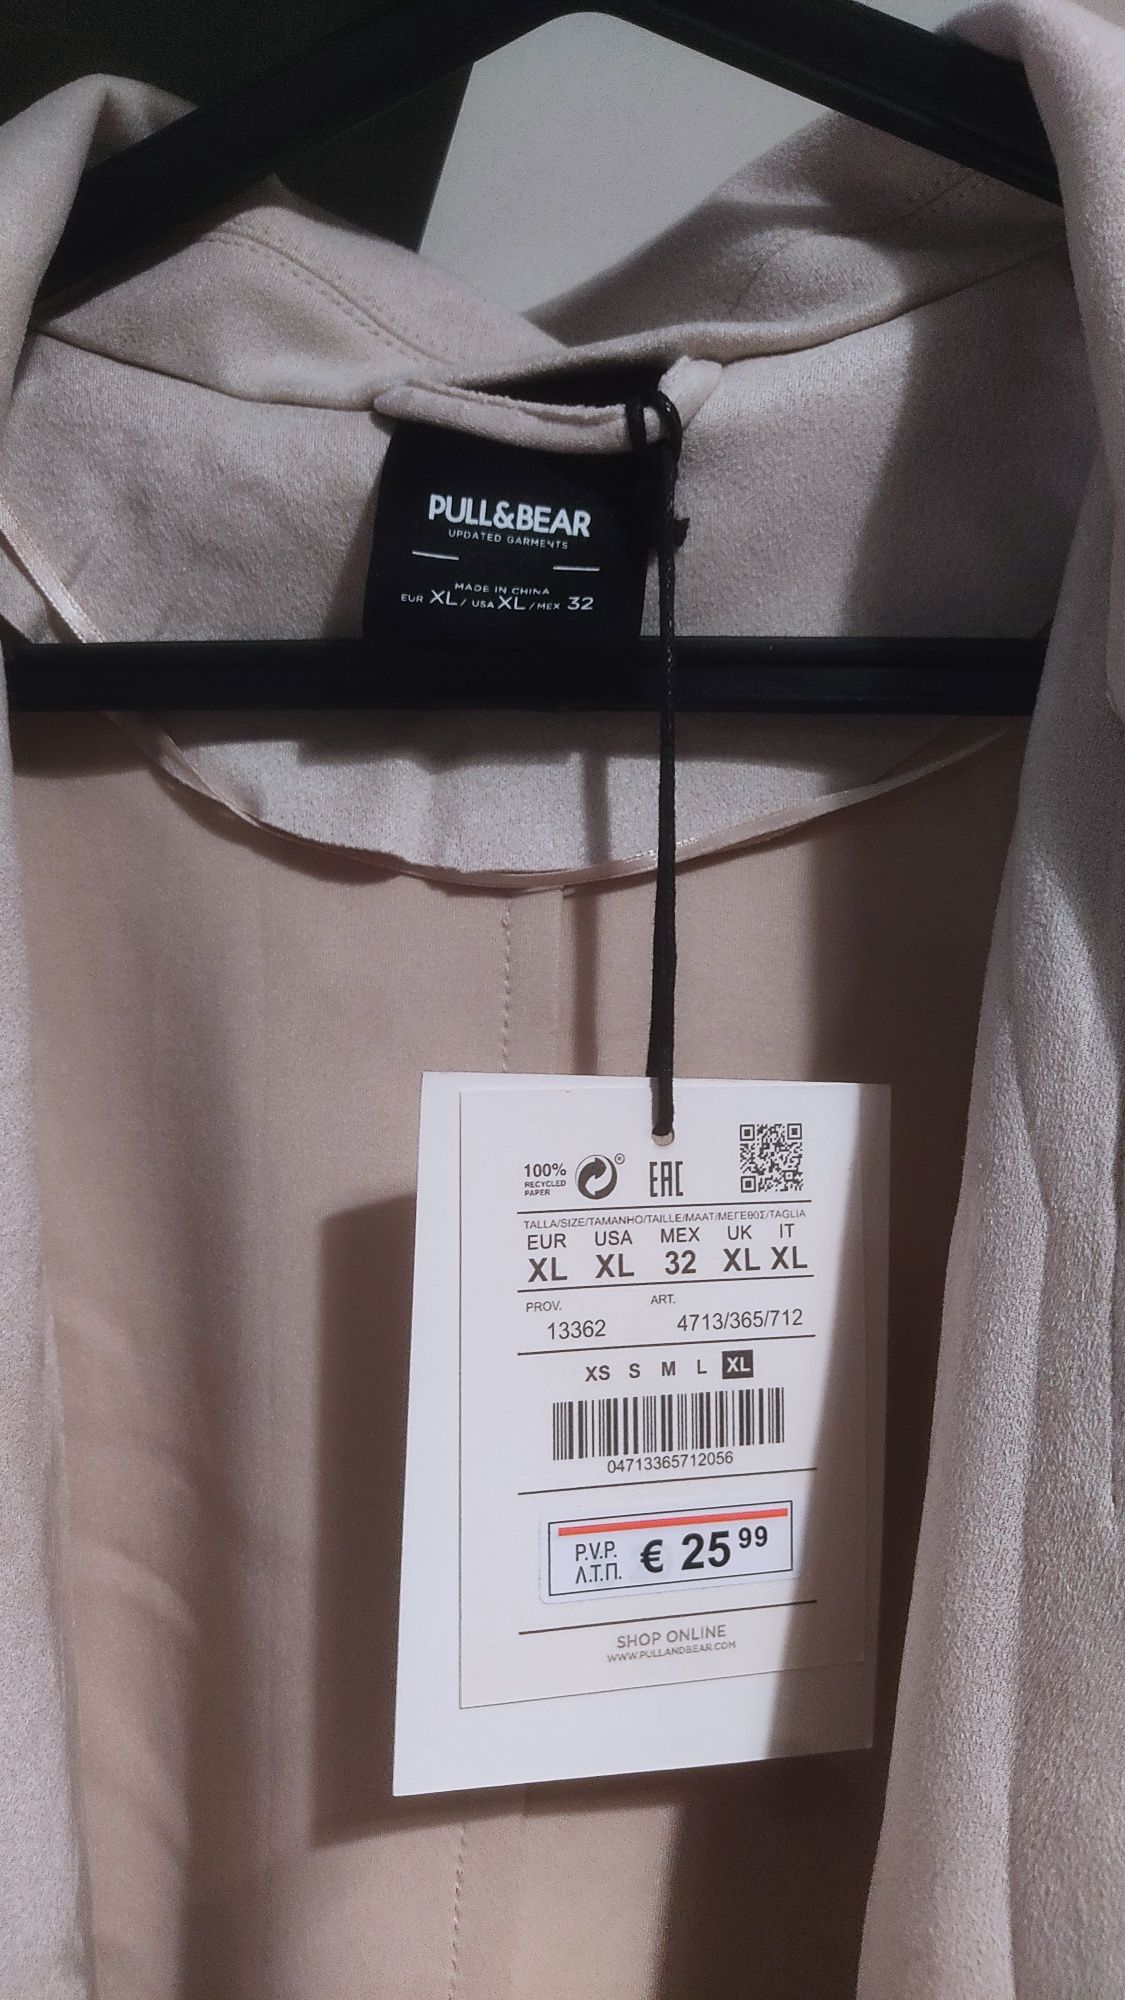 PULL&BEAR
UPDATED GARMENTS
MADE IN CHINA
EUR XL / USA XL / MEX 32
100%
RECYCLED
PAPER
®
EAC
TALLA/SIZE/TAMANHO/TAILLE/MAAT/ΜΕΓΕΘΟΣ/TAGLIA
EUR USA MEX UK IT
XL XL 32 XL XL
PROV. ART.
13362 4713/365/712
XS S M L XL
04713365712056
P.V.P.
Λ.Τ.Π.
€ 25 99
SHOP ONLINE
WWW.PULLANDBEAR.COM